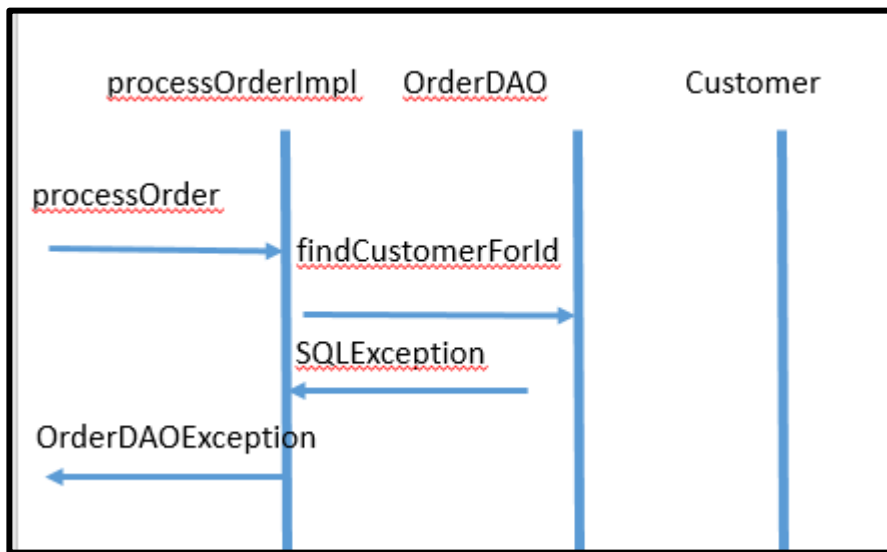 processOrderImpl OrderDAO Customer
processOrder
findCustomerForId
SQLException
OrderDAOException